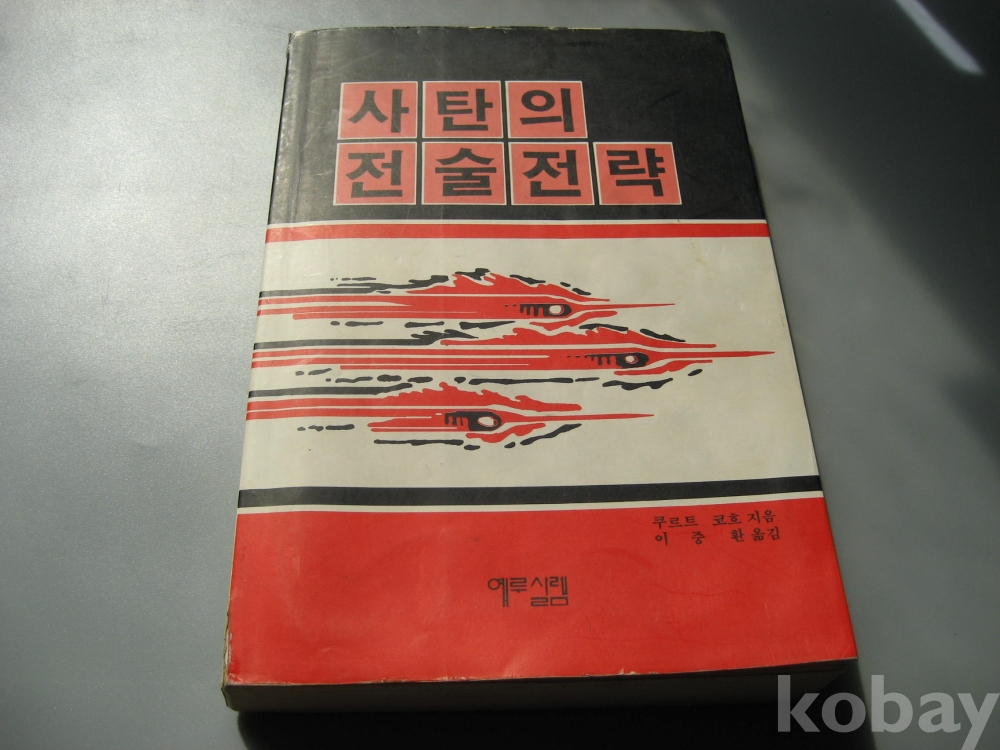 사탄의
전술전략
쿠르트 코흐 지음
이중환 옮김
예루살렘
kobay